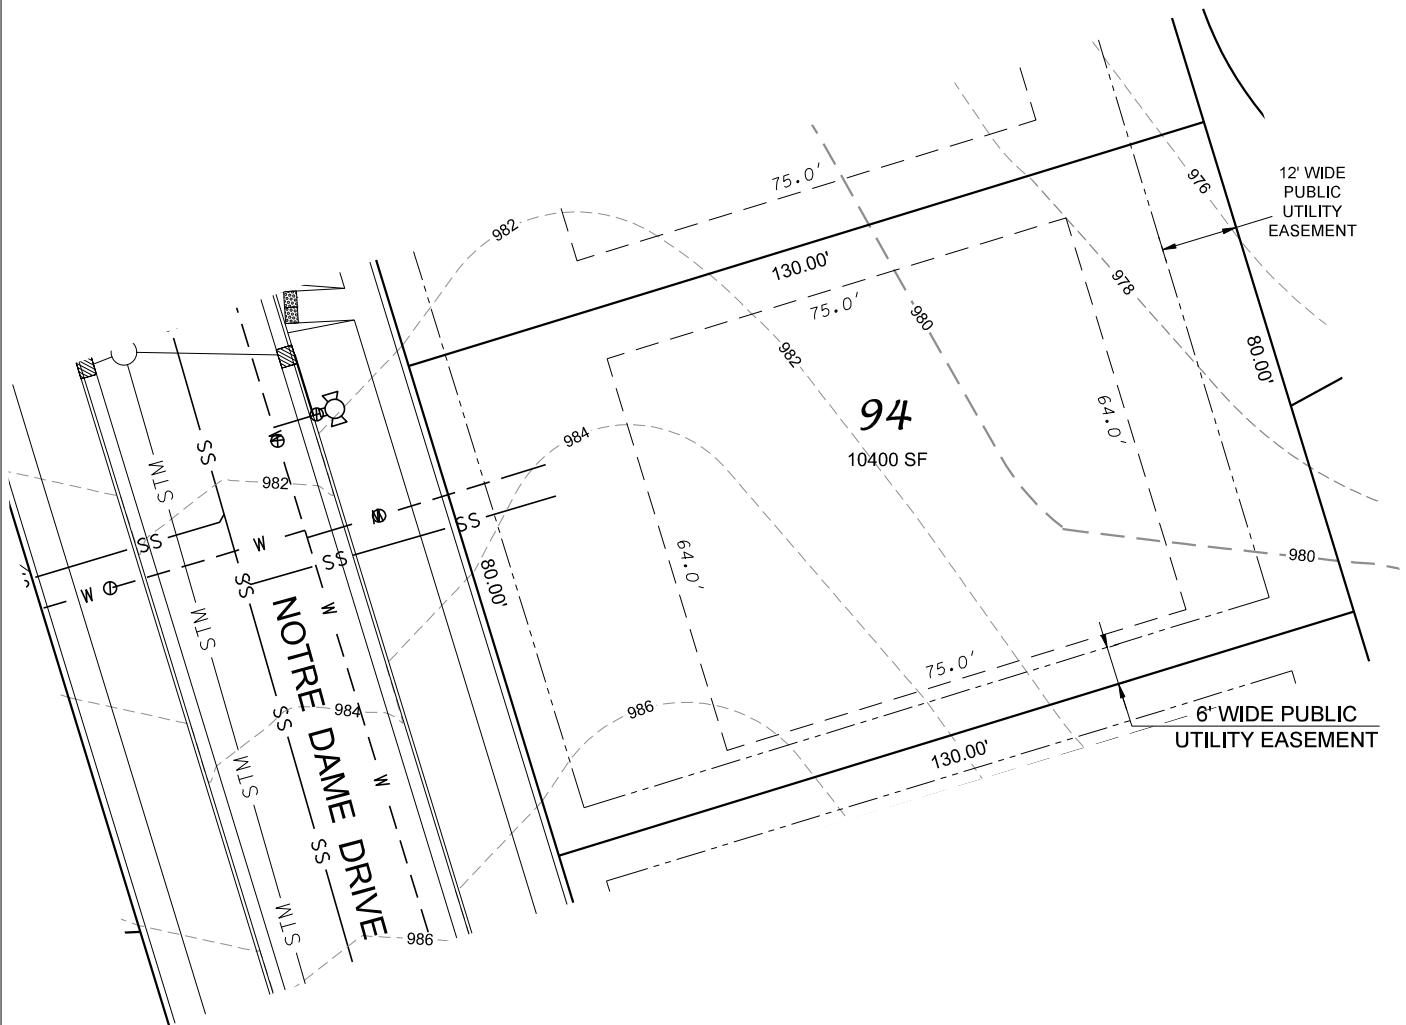 75.0'
976
12' WIDE
PUBLIC
UTILITY
EASEMENT
982
130.00'
978
75.0'
980
982
80.00'
94
10400 SF
64.0'
984
SS
STM
982
W
W
SS
SS
W
SS
W
SS
980
64.0'
80.00'
SS
W
STM
NOTRE DAME DRIVE
75.0'
986
984
SS
6' WIDE PUBLIC
UTILITY EASEMENT
130.00'
STM
W
SS
STM
986